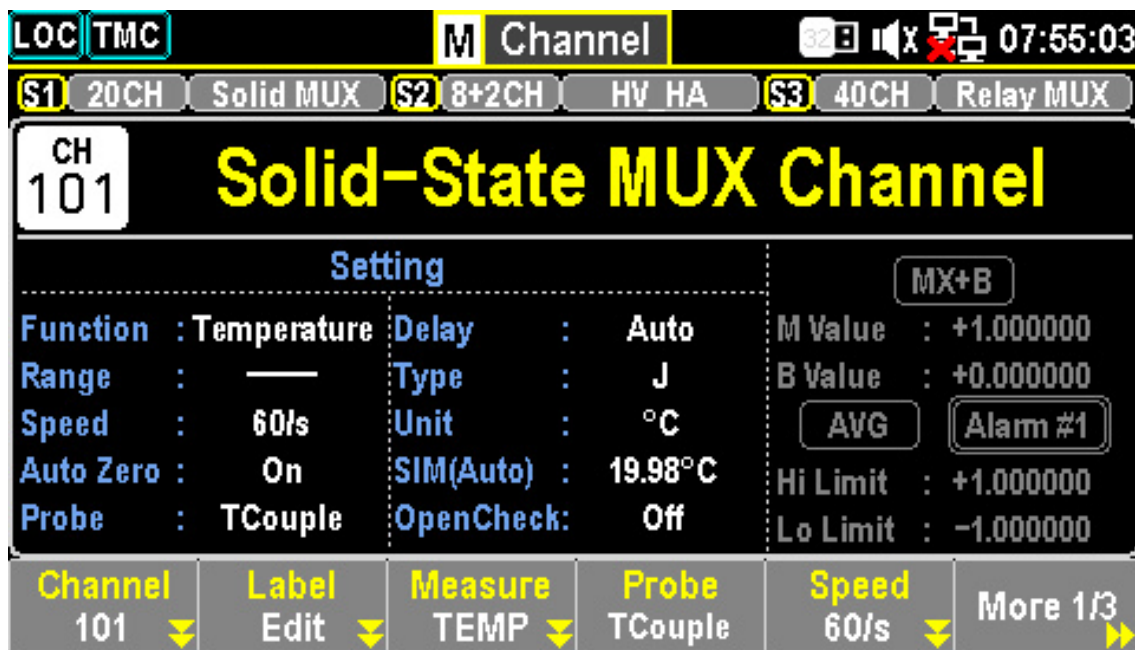 LOC TMC M Channel 32 X 07:55:03
S1 20CH Solid MUX S2 8+2CH HV HA S3 40CH Relay MUX
CH
101
Solid-State MUX Channel
Setting
Function : Temperature
Range : ——
Speed : 60/s
Auto Zero : On
Probe : TCouple
Delay : Auto
Type : J
Unit : °C
SIM(Auto) : 19.98°C
OpenCheck: Off
MX+B
M Value : +1.000000
B Value : +0.000000
AVG Alarm #1
Hi Limit : +1.000000
Lo Limit : -1.000000
Channel
101
Label
Edit
Measure
TEMP
Probe
TCouple
Speed
60/s
More 1/3